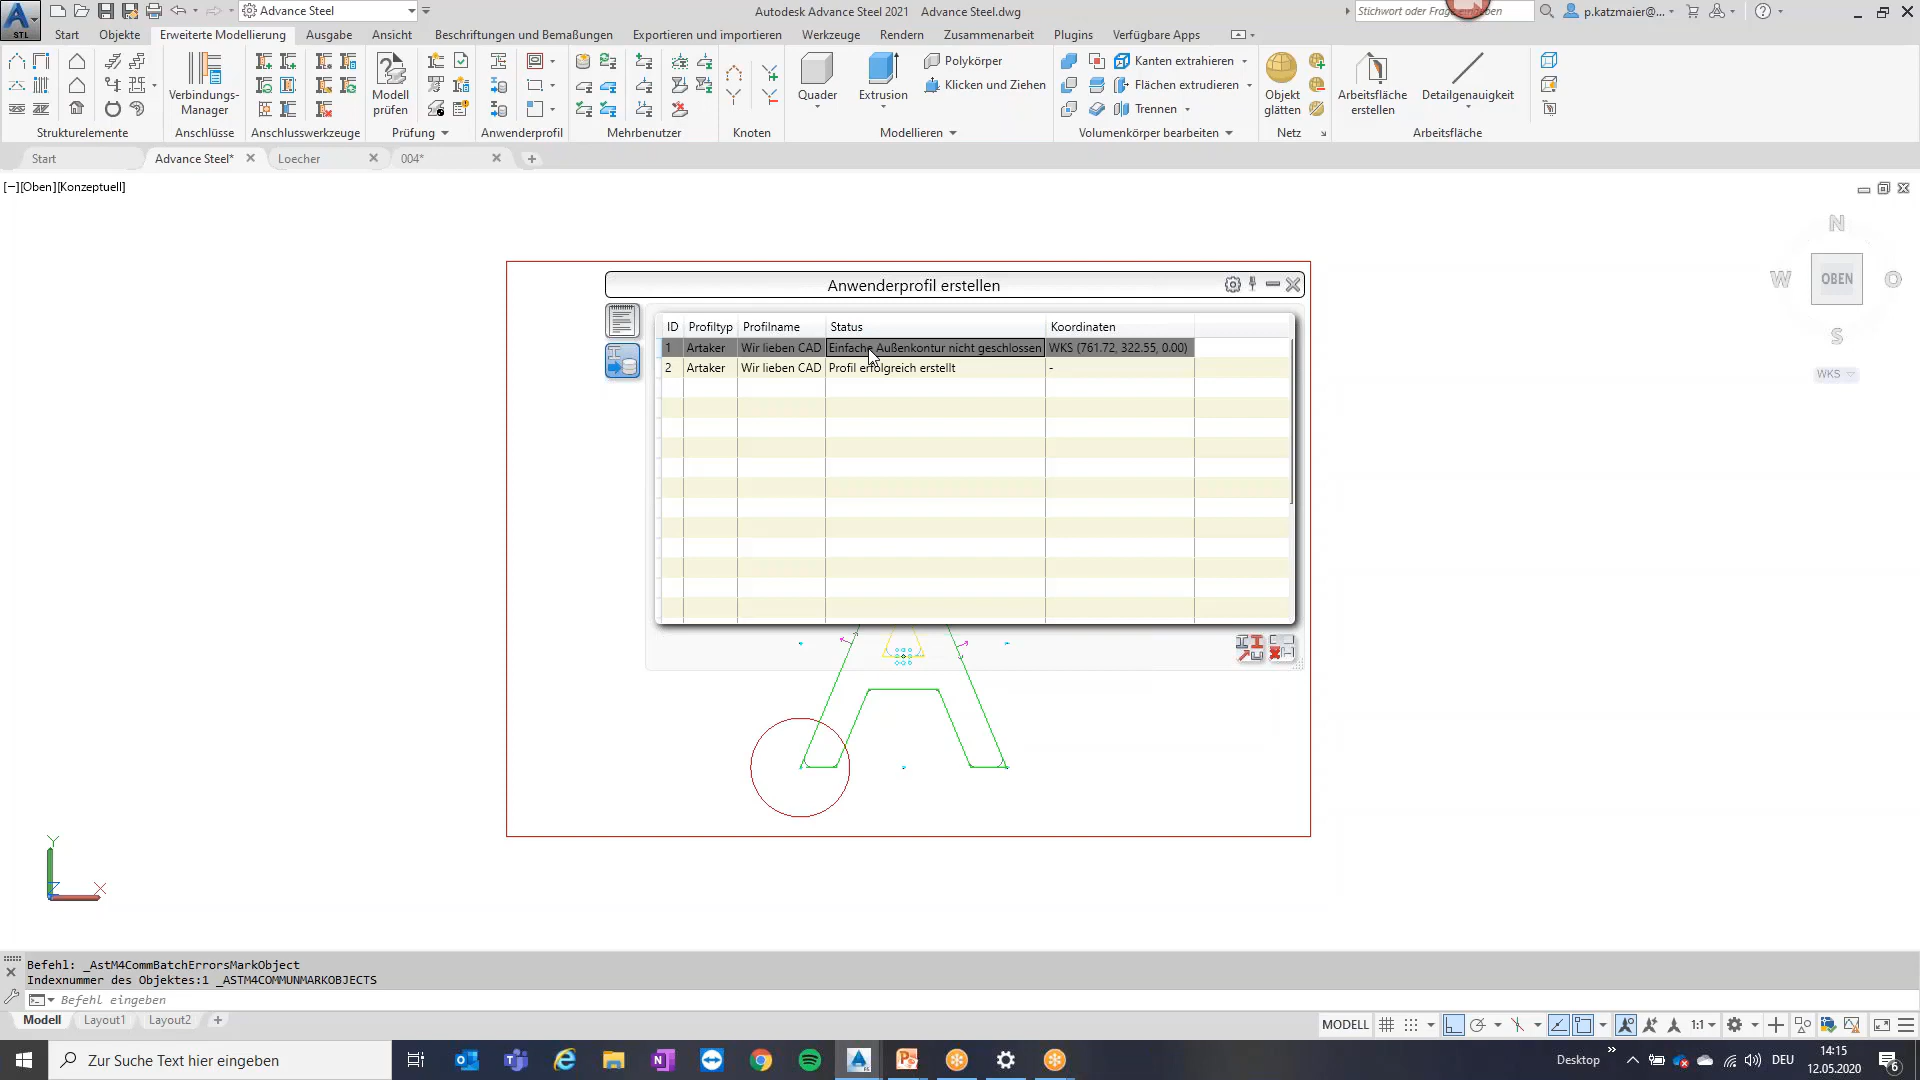 Advance Steel
Autodesk Advance Steel 2021 Advance Steel.dwg
Stichwort oder Frage eingeben
p.katzmaier@...
STL
Start Objekte Erweiterte Modellierung Ausgabe Ansicht Beschriftungen und Bemaßungen Exportieren und importieren Werkzeuge Rendern Zusammenarbeit Plugins Verfügbare Apps
Verbindungs-
Manager
Modell
prüfen
Quader
Extrusion
Polykörper
Klicken und Ziehen
Kanten extrahieren
Flächen extrudieren
Trennen
Objekt
glätten
Arbeitsfläche
erstellen
Detailgenauigkeit
Strukturelemente Anschlüsse Anschlusswerkzeuge Prüfung Anwenderprofil Mehrbenutzer Knoten Modellieren Volumenkörper bearbeiten Netz Arbeitsfläche
Start Advance Steel* Loecher 004*
[−][Oben][Konzeptuell]
N
W OBEN O
S
WKS
Anwenderprofil erstellen
ID Profiltyp Profilname Status Koordinaten
1 Artaker Wir lieben CAD Einfache Außenkontur nicht geschlossen WKS (761.72, 322.55, 0.00)
2 Artaker Wir lieben CAD Profil erfolgreich erstellt -
Y
Z X
Befehl: _AstM4CommBatchErrorsMarkObject
Indexnummer des Objektes:1 _ASTM4COMMUNMARKOBJECTS
Befehl eingeben
Modell Layout1 Layout2 +
MODELL 1:1
Zur Suche Text hier eingeben
Desktop
DEU
14:15
12.05.2020
6